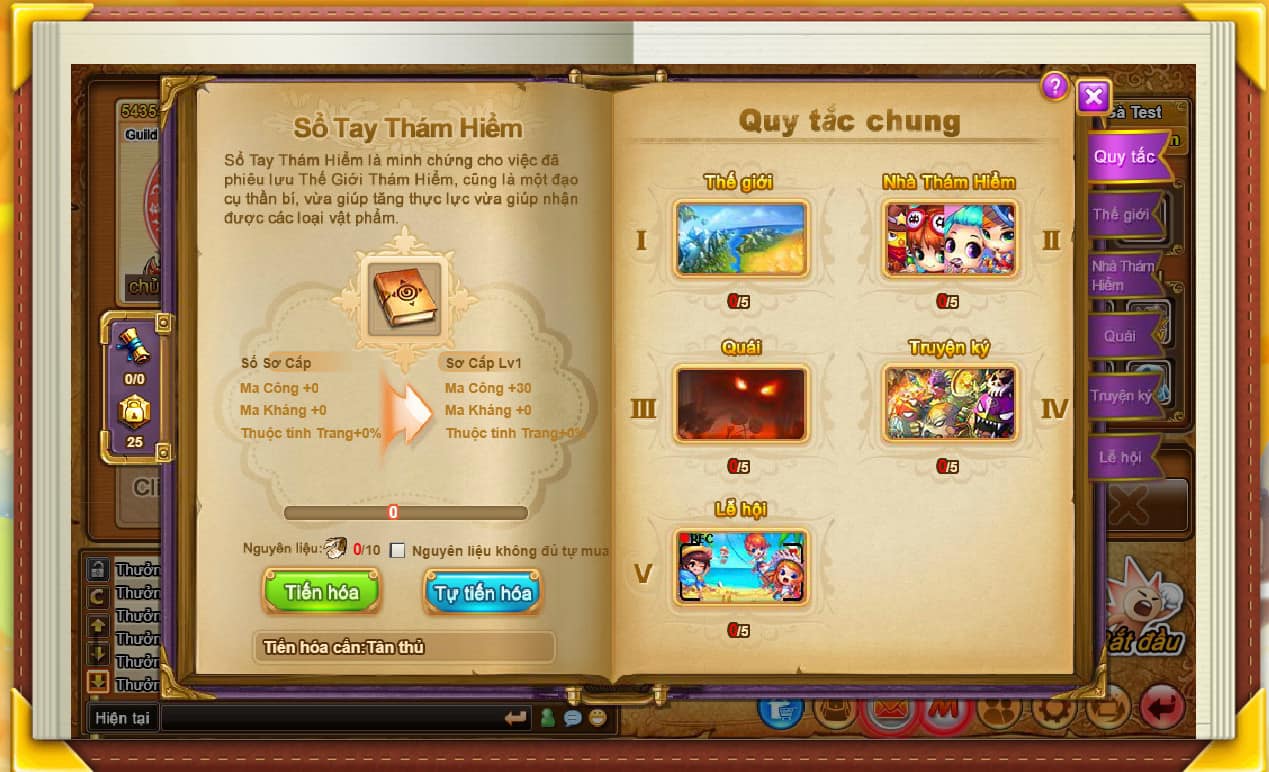 5435
Guild
Gà Test
?
Sổ Tay Thám Hiểm
Sổ Tay Thám Hiểm là minh chứng cho việc đã
phiêu lưu Thế Giới Thám Hiểm, cũng là một đạo
cụ thần bí, vừa giúp tăng thực lực vừa giúp nhận
được các loại vật phẩm.
Số Sơ Cấp
Ma Công +0
Ma Kháng +0
Thuộc tính Trang+0%
Sơ Cấp Lv1
Ma Công +30
Ma Kháng +0
Thuộc tính Trang+0%
0
Nguyên liệu:
0/10
Nguyên liệu không đủ tự mua
Tiến hóa
Tự tiến hóa
Tiến hóa cần:Tân thủ
Quy tắc chung
Thế giới
I
0/5
Nhà Thám Hiểm
II
0/5
Quái
III
0/5
Truyện ký
IV
0/5
Lễ hội
V
0/5
Quy tắc
Thế giới
Nhà Thám
Hiểm
Quái
Truyện ký
Lễ hội
chủ
0/0
25
Cli
Thưởn
C
Thưởn
Thưởn
Thưởn
Thưởn
Thưởn
Hiện tại
ắt đầu